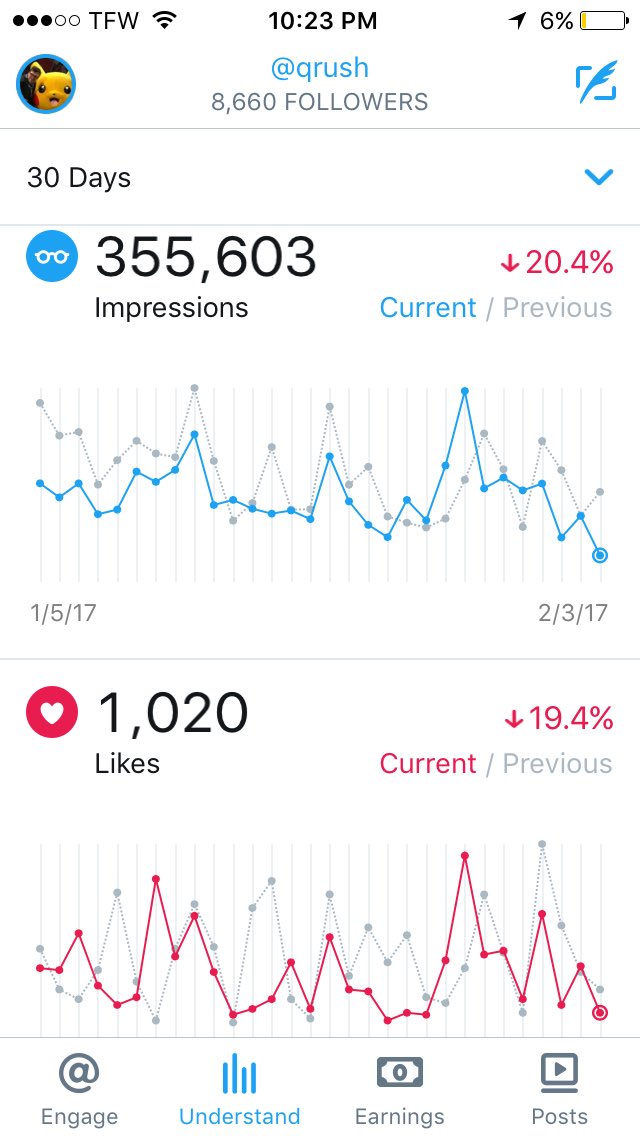 TFW 10:23 PM 6%
@qrush
8,660 FOLLOWERS
30 Days
355,603 20.4%
Impressions Current / Previous
1/5/17 2/3/17
1,020 19.4%
Likes Current / Previous
Engage Understand Earnings Posts